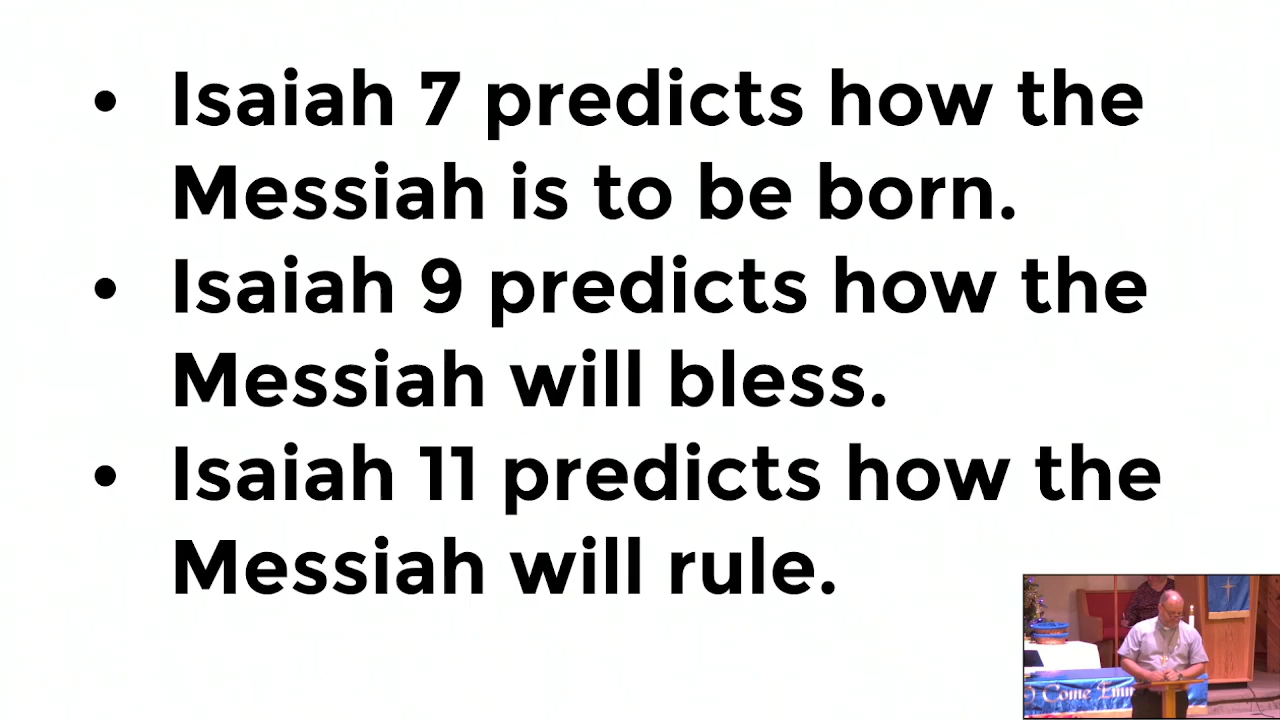 • Isaiah 7 predicts how the
Messiah is to be born.
• Isaiah 9 predicts how the
Messiah will bless.
• Isaiah 11 predicts how the
Messiah will rule.
O Come